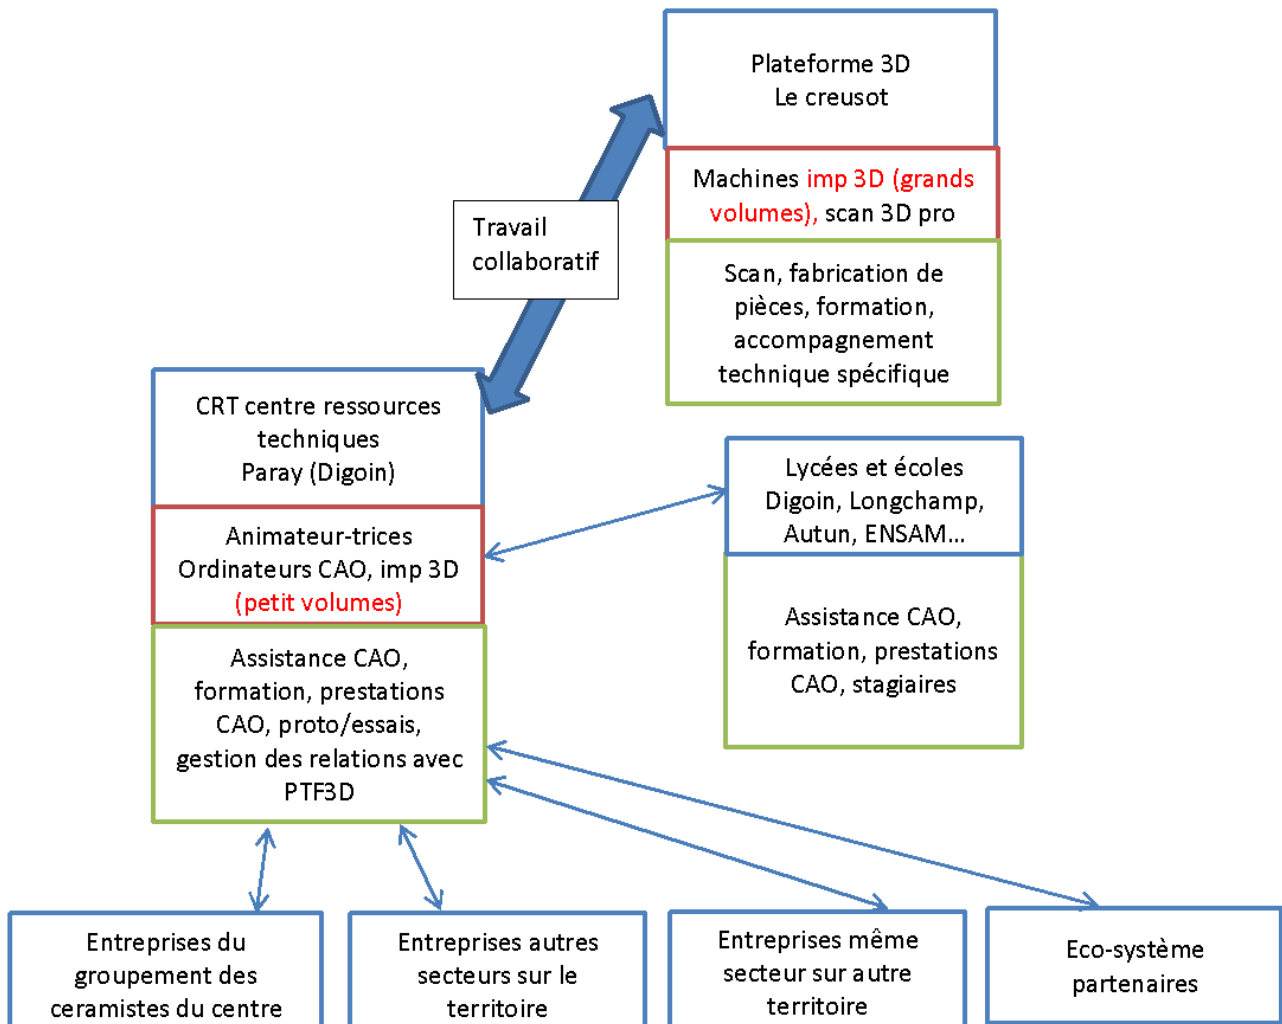 Plateforme 3D
Le creusot
Machines imp 3D (grands
volumes), scan 3D pro
Scan, fabrication de
pièces, formation,
accompagnement
technique spécifique
Travail
collaboratif
CRT centre ressources
techniques
Paray (Digoin)
Animateur-trices
Ordinateurs CAO, imp 3D
(petit volumes)
Assistance CAO,
formation, prestations
CAO, proto/essais,
gestion des relations avec
PTF3D
Lycées et écoles
Digoin, Longchamp,
Autun, ENSAM...
Assistance CAO,
formation, prestations
CAO, stagiaires
Entreprises du
groupement des
ceramistes du centre
Entreprises autres
secteurs sur le
territoire
Entreprises même
secteur sur autre
territoire
Eco-système
partenaires